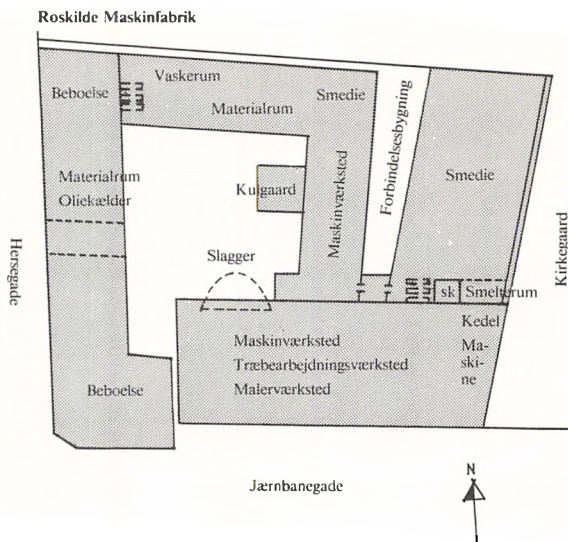 Roskilde Maskinfabrik
Beboelse
Vaskerum
Materialrum
Smedie
Forbindelsesbygning
Smedie
Materialrum
Oliekælder
Kulgaard
Maskinværksted
Hersegade
Kirkegaard
Slagger
sk
Smelterum
Maskinværksted
Træbearbejdningsværksted
Malerværksted
Kedel
Ma-
ski-
ne
Beboelse
Jærnbanegade
N